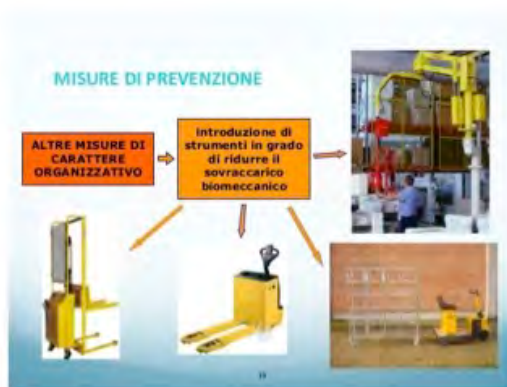 MISURE DI PREVENZIONE
ALTRE MISURE DI
CARATTERE
ORGANIZZATIVO
introduzione di
strumenti in grado
di ridurre il
sovraccarico
biomeccanico